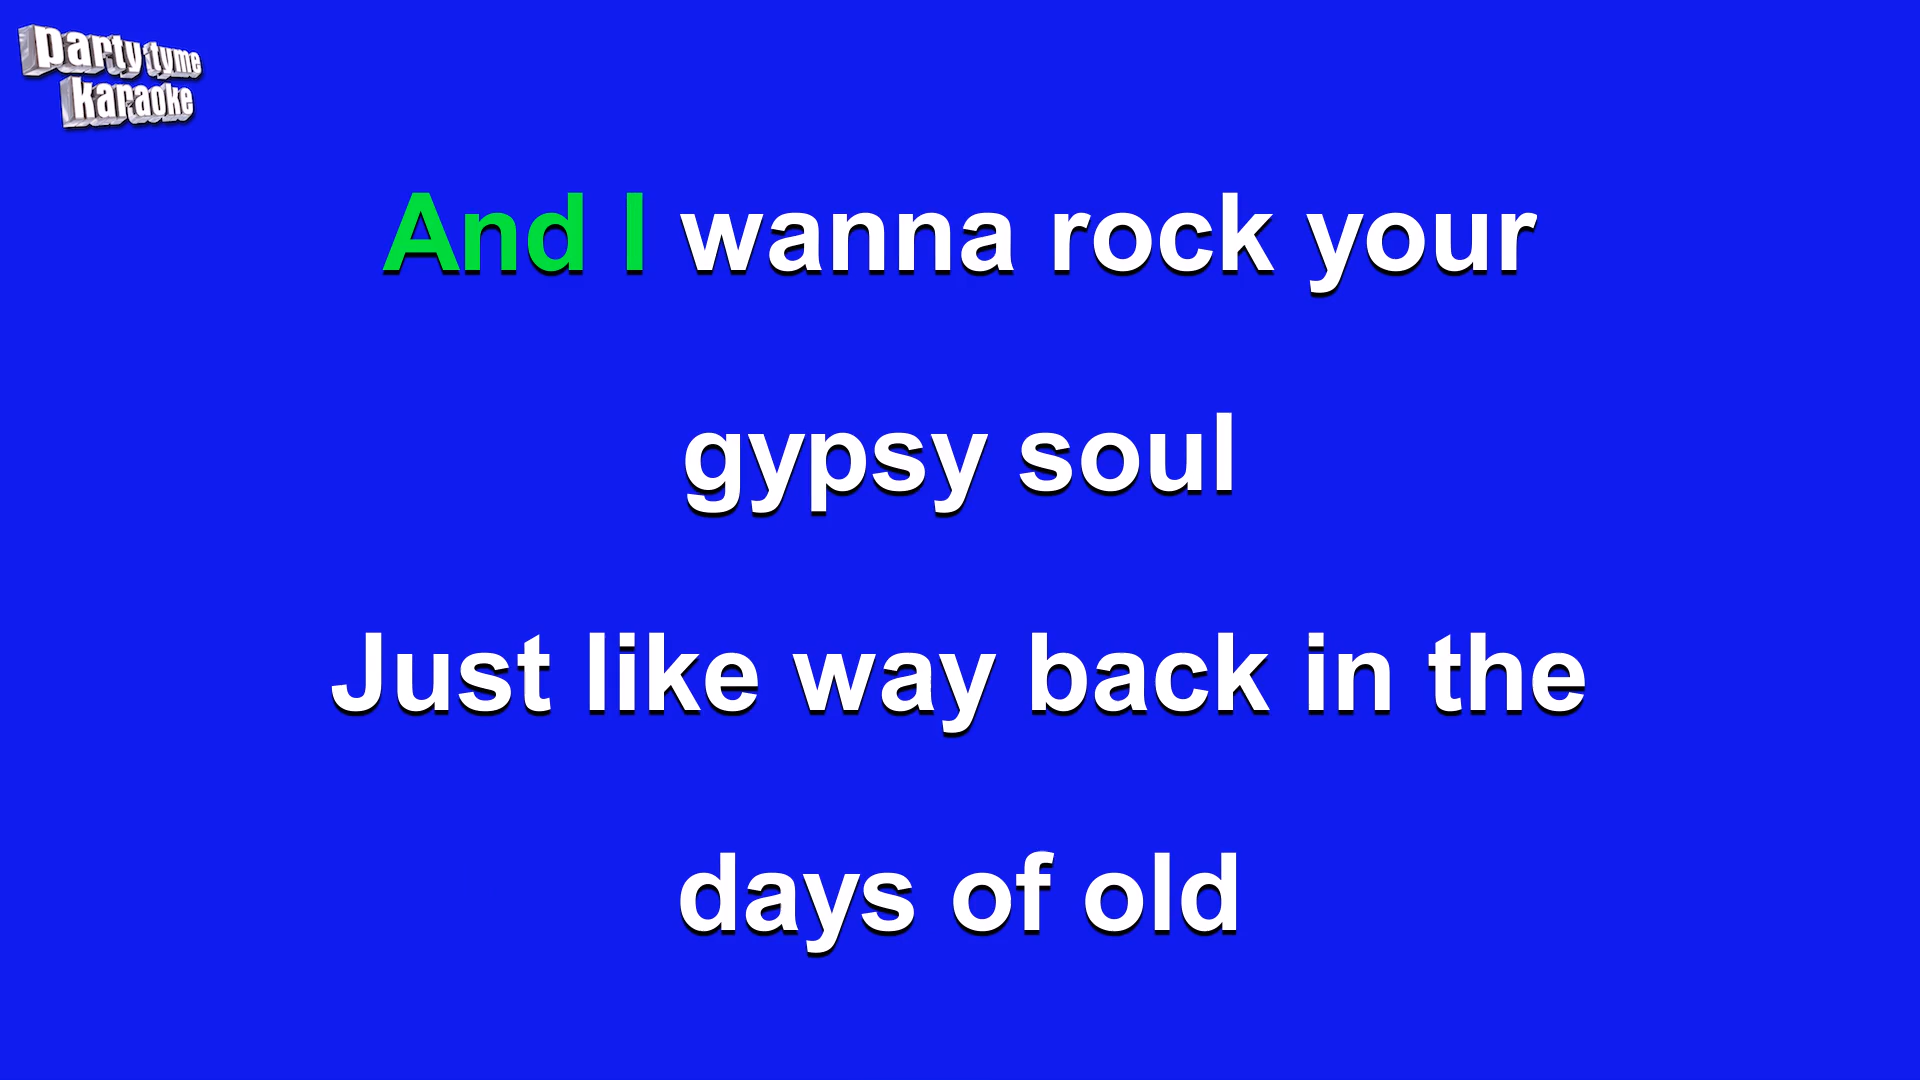 party tyme
karaoke
And I wanna rock your
gypsy soul
Just like way back in the
days of old